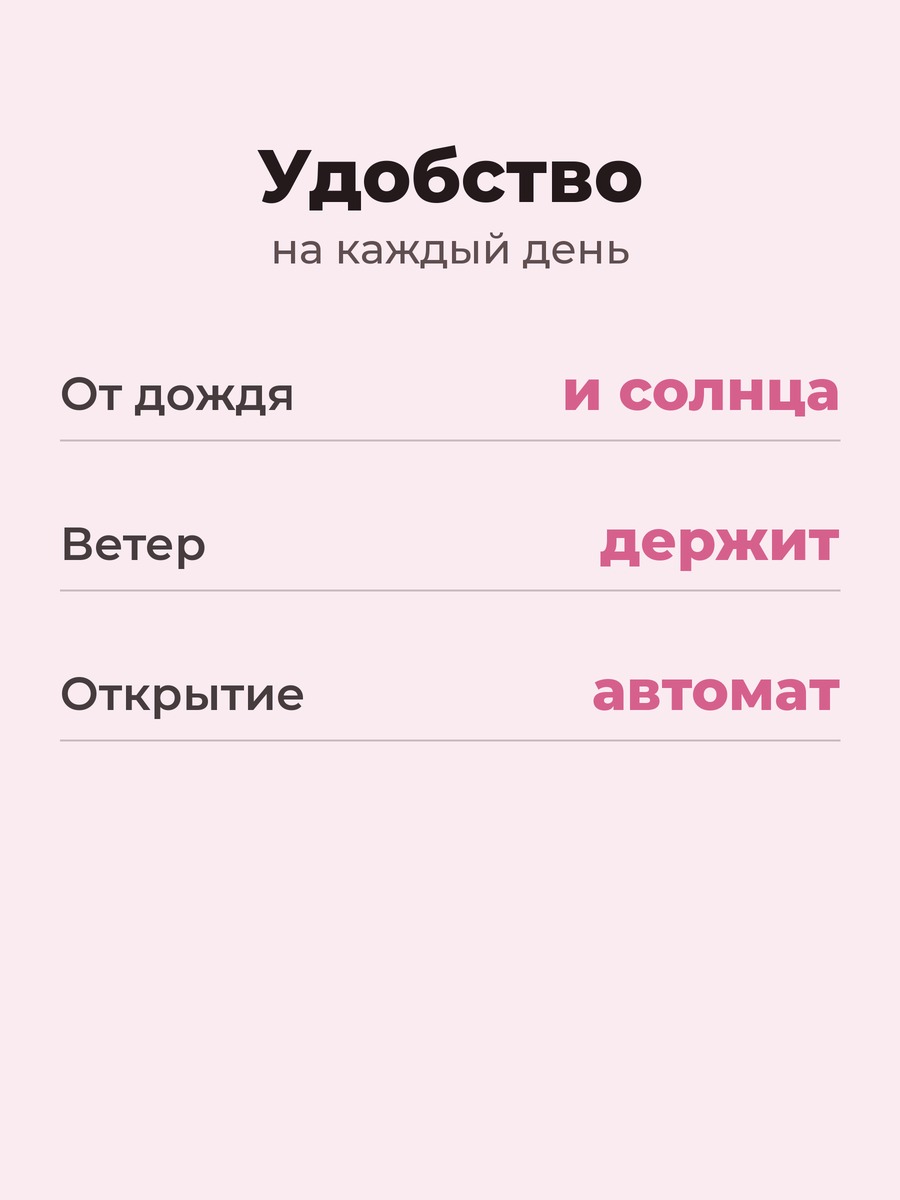 Удобство
на каждый день
От дождя и солнца
Ветер держит
Открытие автомат